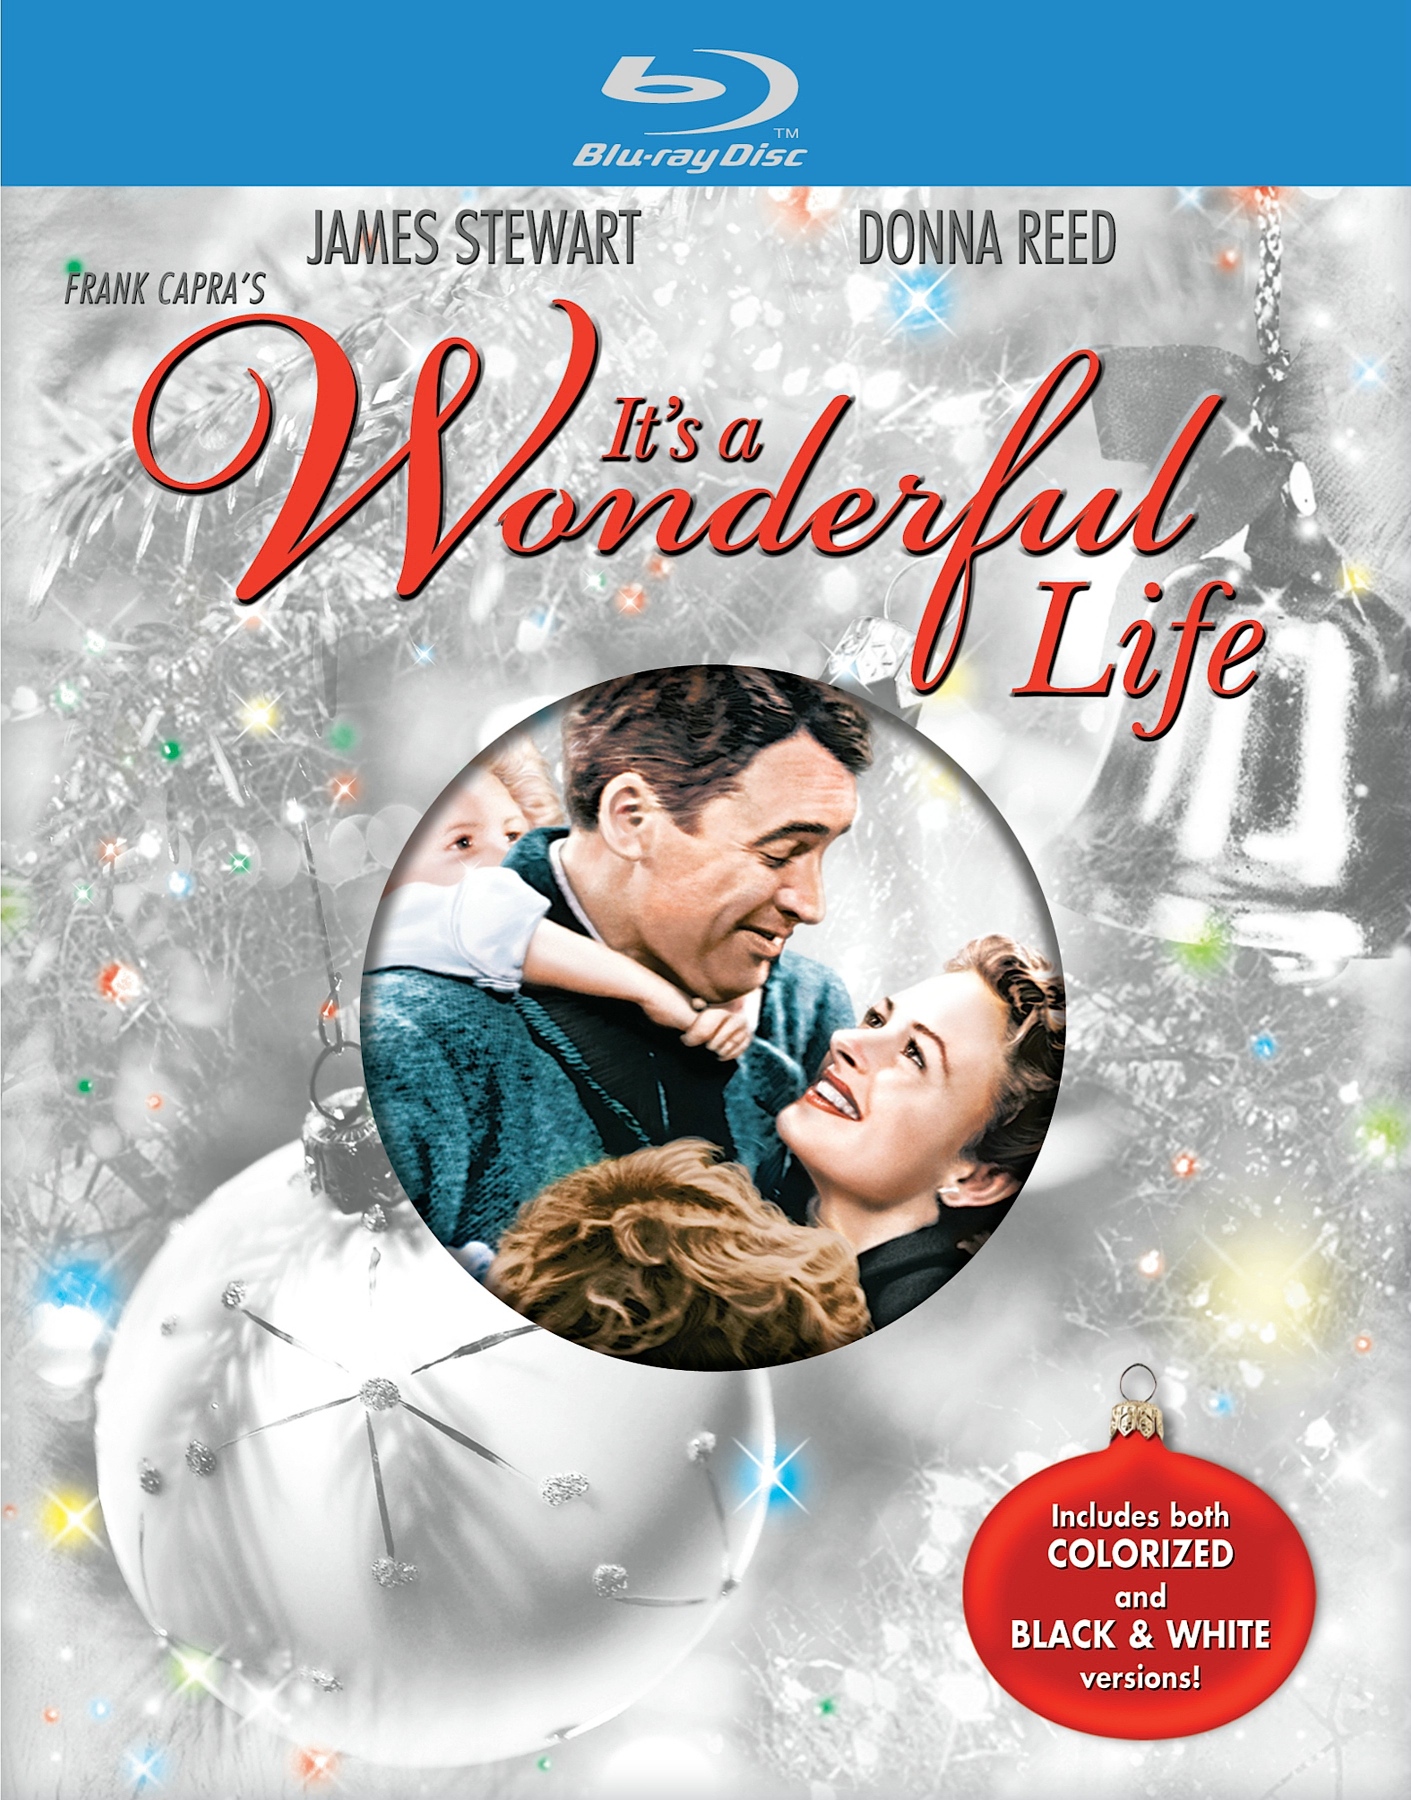 Blu-ray Disc
TM
JAMES STEWART DONNA REED
FRANK CAPRA'S
It's a
Wonderful
Life
Includes both
COLORIZED
and
BLACK & WHITE
versions!